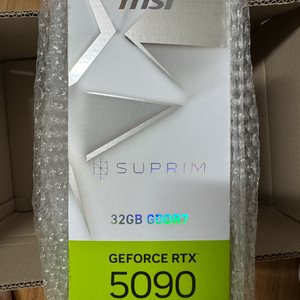 msi
SUPRIM
32GB GDDR7
GEFORCE RTX
5090